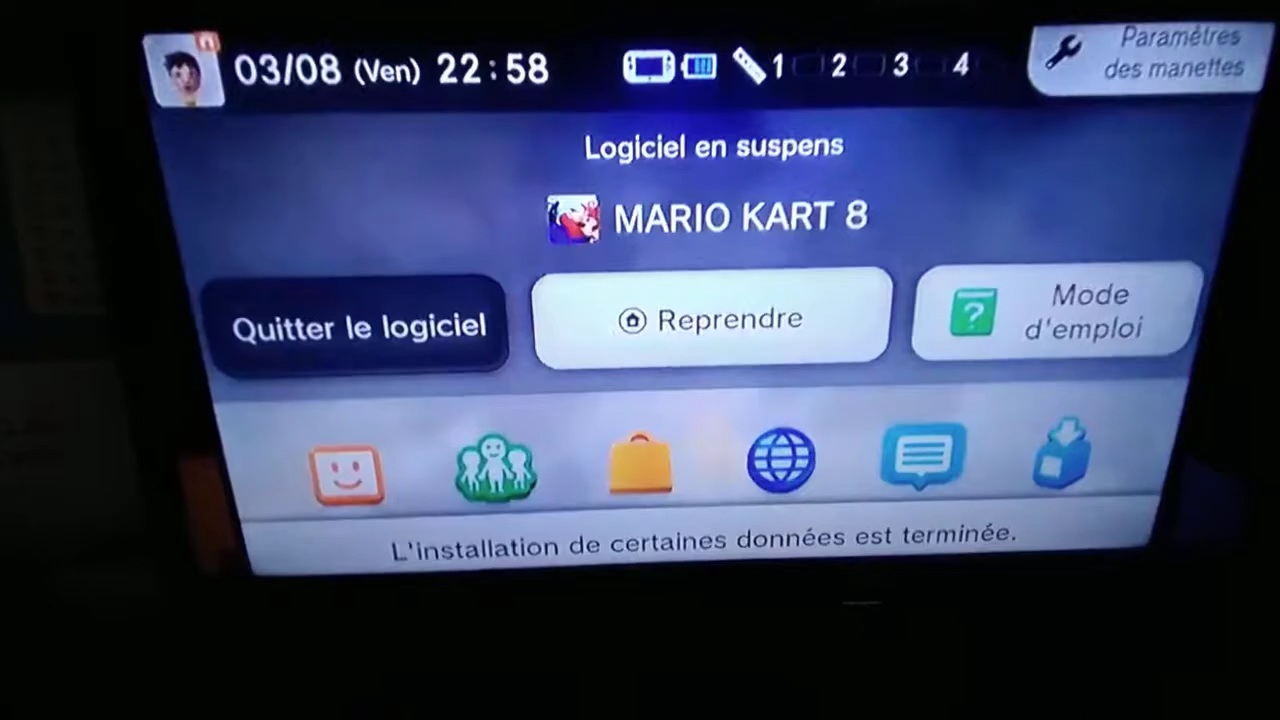 03/08 (Ven) 22:58
1 2 3 4
Paramètres
des manettes
Logiciel en suspens
MARIO KART 8
Quitter le logiciel
Reprendre
?
Mode
d'emploi
L'installation de certaines données est terminée.